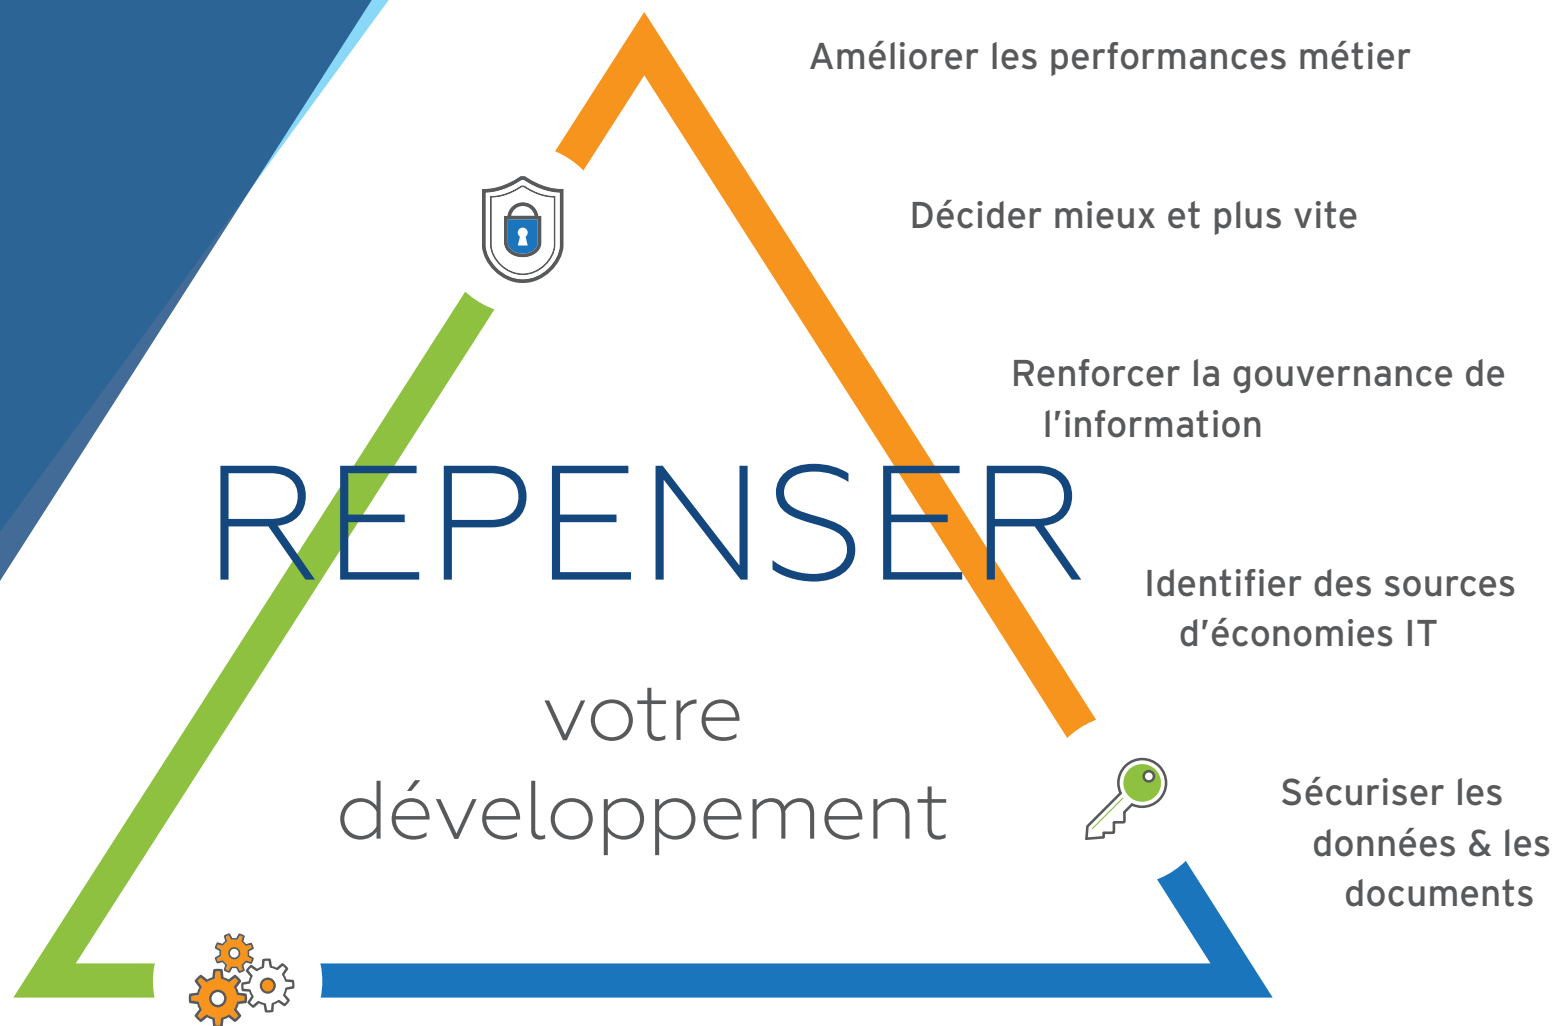 Améliorer les performances métier
Décider mieux et plus vite
Renforcer la gouvernance de
l'information
REPENSER
Identifier des sources
d'économies IT
votre
développement
Sécuriser les
données & les
documents